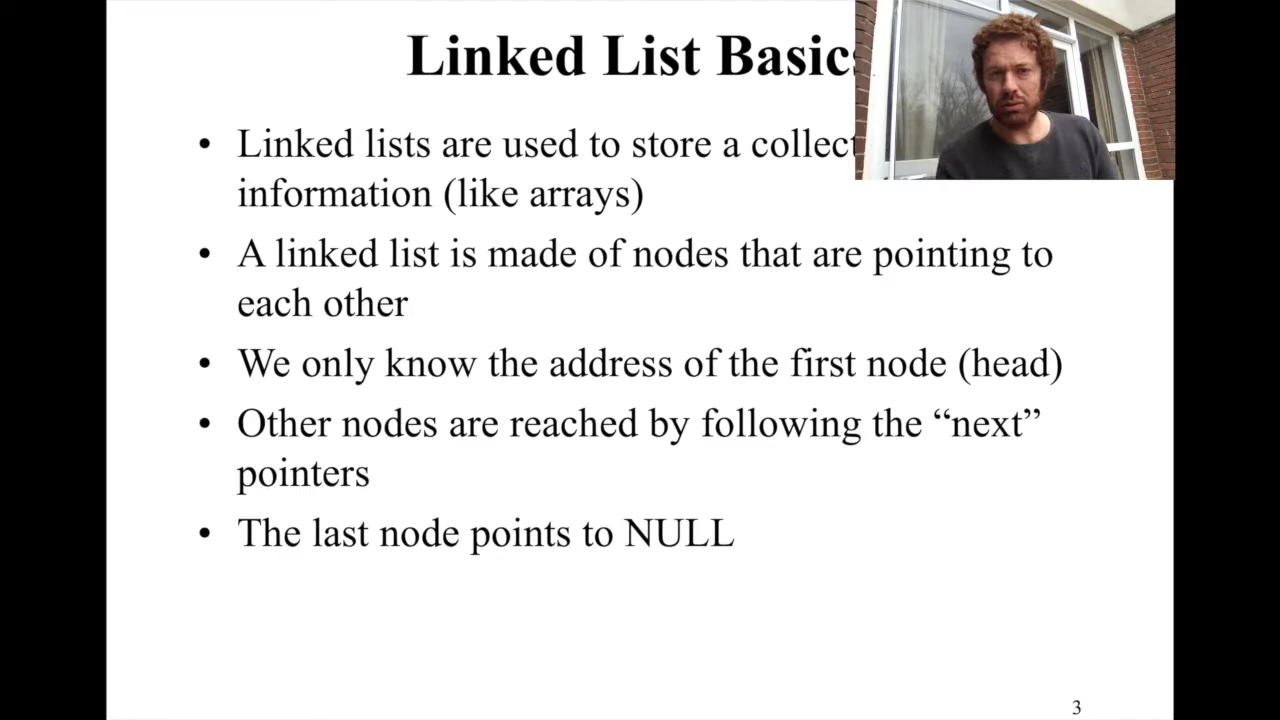 Linked List Basics
• Linked lists are used to store a collect
information (like arrays)
• A linked list is made of nodes that are pointing to
each other
• We only know the address of the first node (head)
• Other nodes are reached by following the “next”
pointers
• The last node points to NULL
3